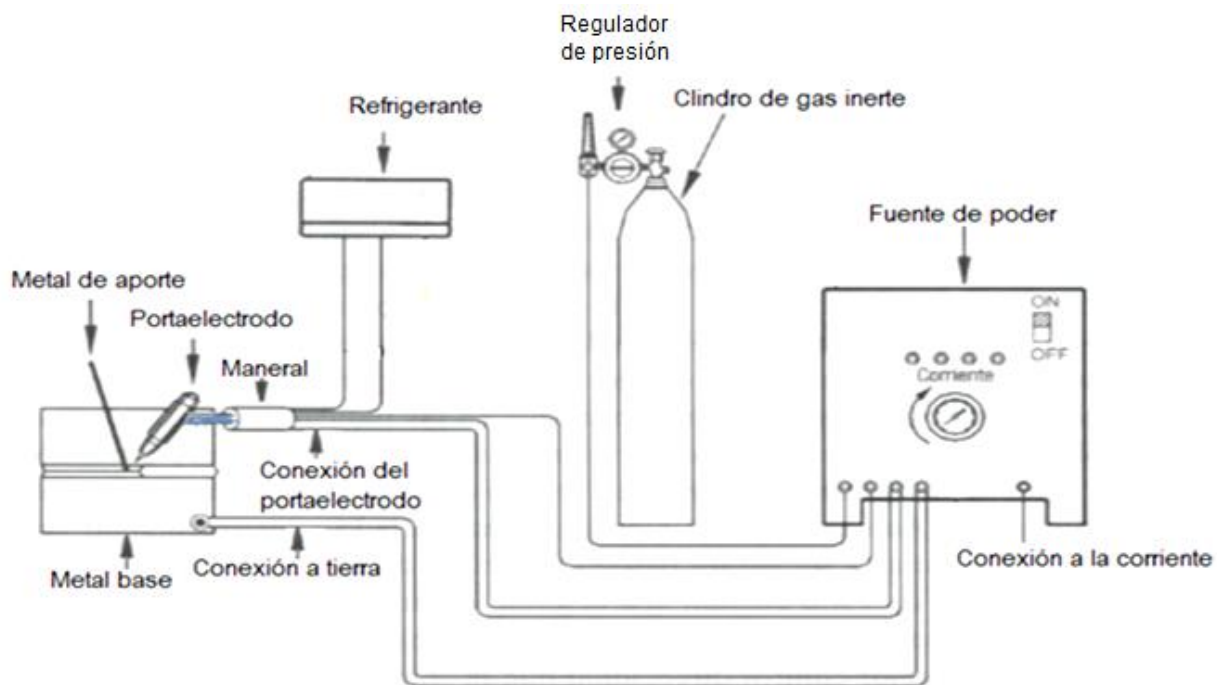 Regulador
de presión
Clindro de gas inerte
Refrigerante
Fuente de poder
Metal de aporte
Portaelectrodo
Maneral
ON
OFF
Corriente
Conexión del
portaelectrodo
Conexión a tierra
Metal base
Conexión a la corriente